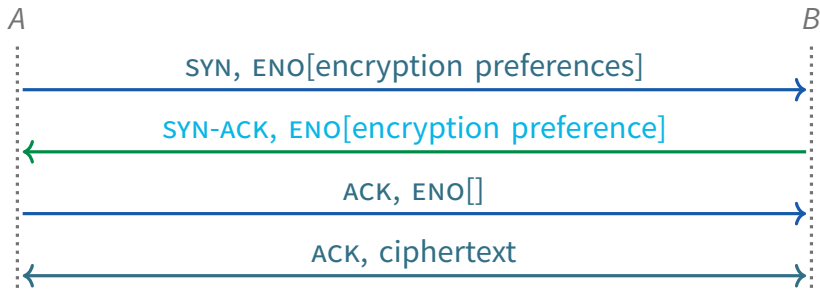 A B
SYN, ENO[encryption preferences]
SYN-ACK, ENO[encryption preference]
ACK, ENO[]
ACK, ciphertext